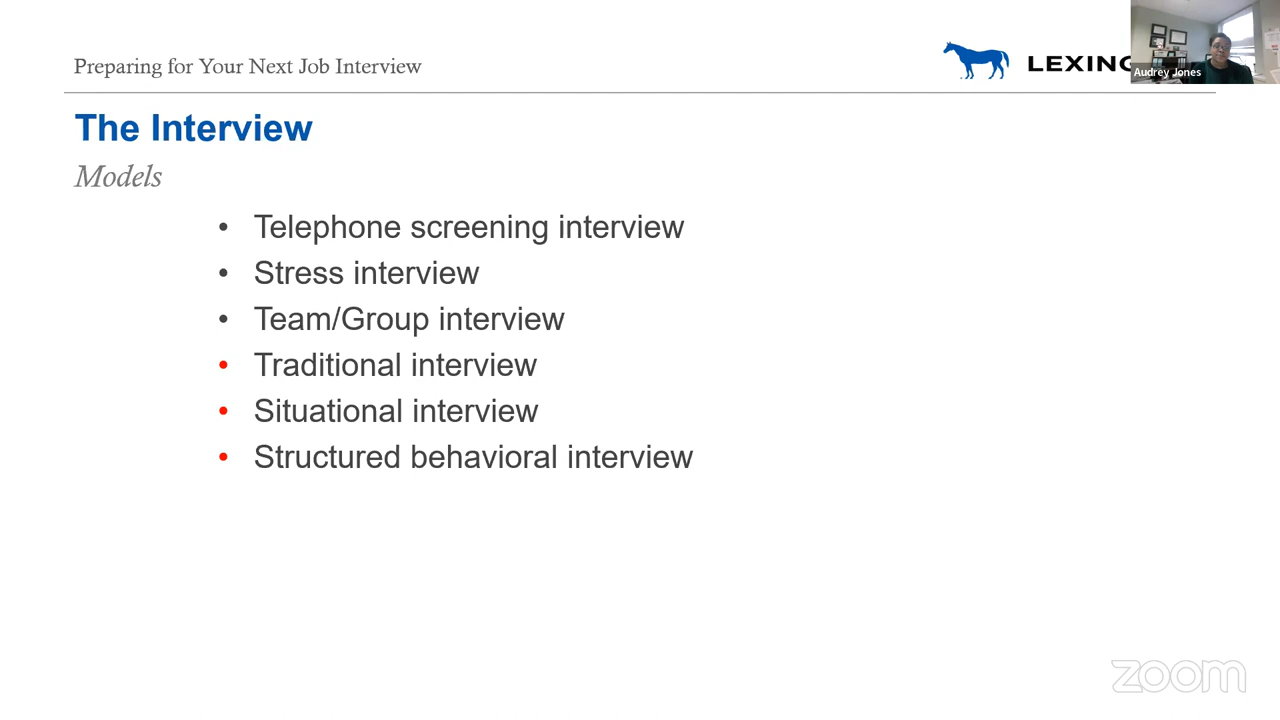 Preparing for Your Next Job Interview
LEXING
Audrey Jones
The Interview
Models
• Telephone screening interview
• Stress interview
• Team/Group interview
• Traditional interview
• Situational interview
• Structured behavioral interview
zoom